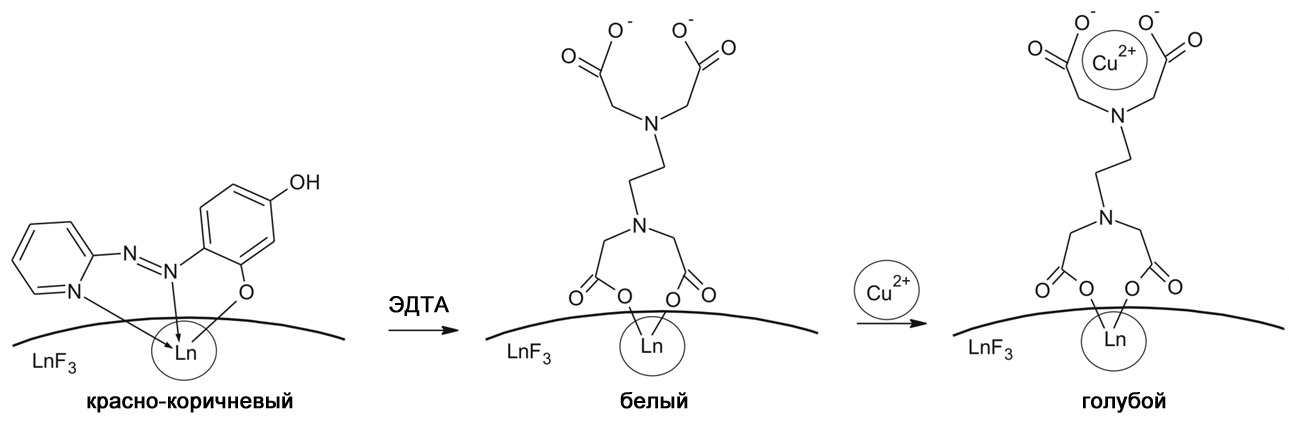 OH
N
N
N
O
Ln
LnF3
красно-коричневый
ЭДТА
O
O-
O-
O
N
N
O
O
O
O
Ln
LnF3
белый
Cu2+
O
O-
O-
O
Cu2+
N
N
O
O
O
O
Ln
LnF3
голубой